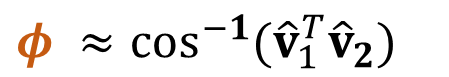 ϕ ≈ cos⁻¹(v̂₁ᵀv̂₂)